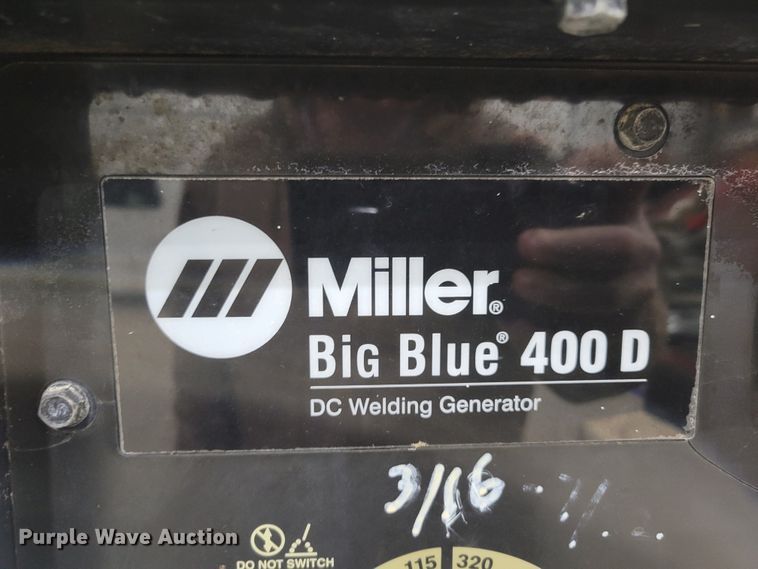 Miller®
Big Blue® 400 D
DC Welding Generator
3/16
Purple Wave Auction
DO NOT SWITCH
115 320